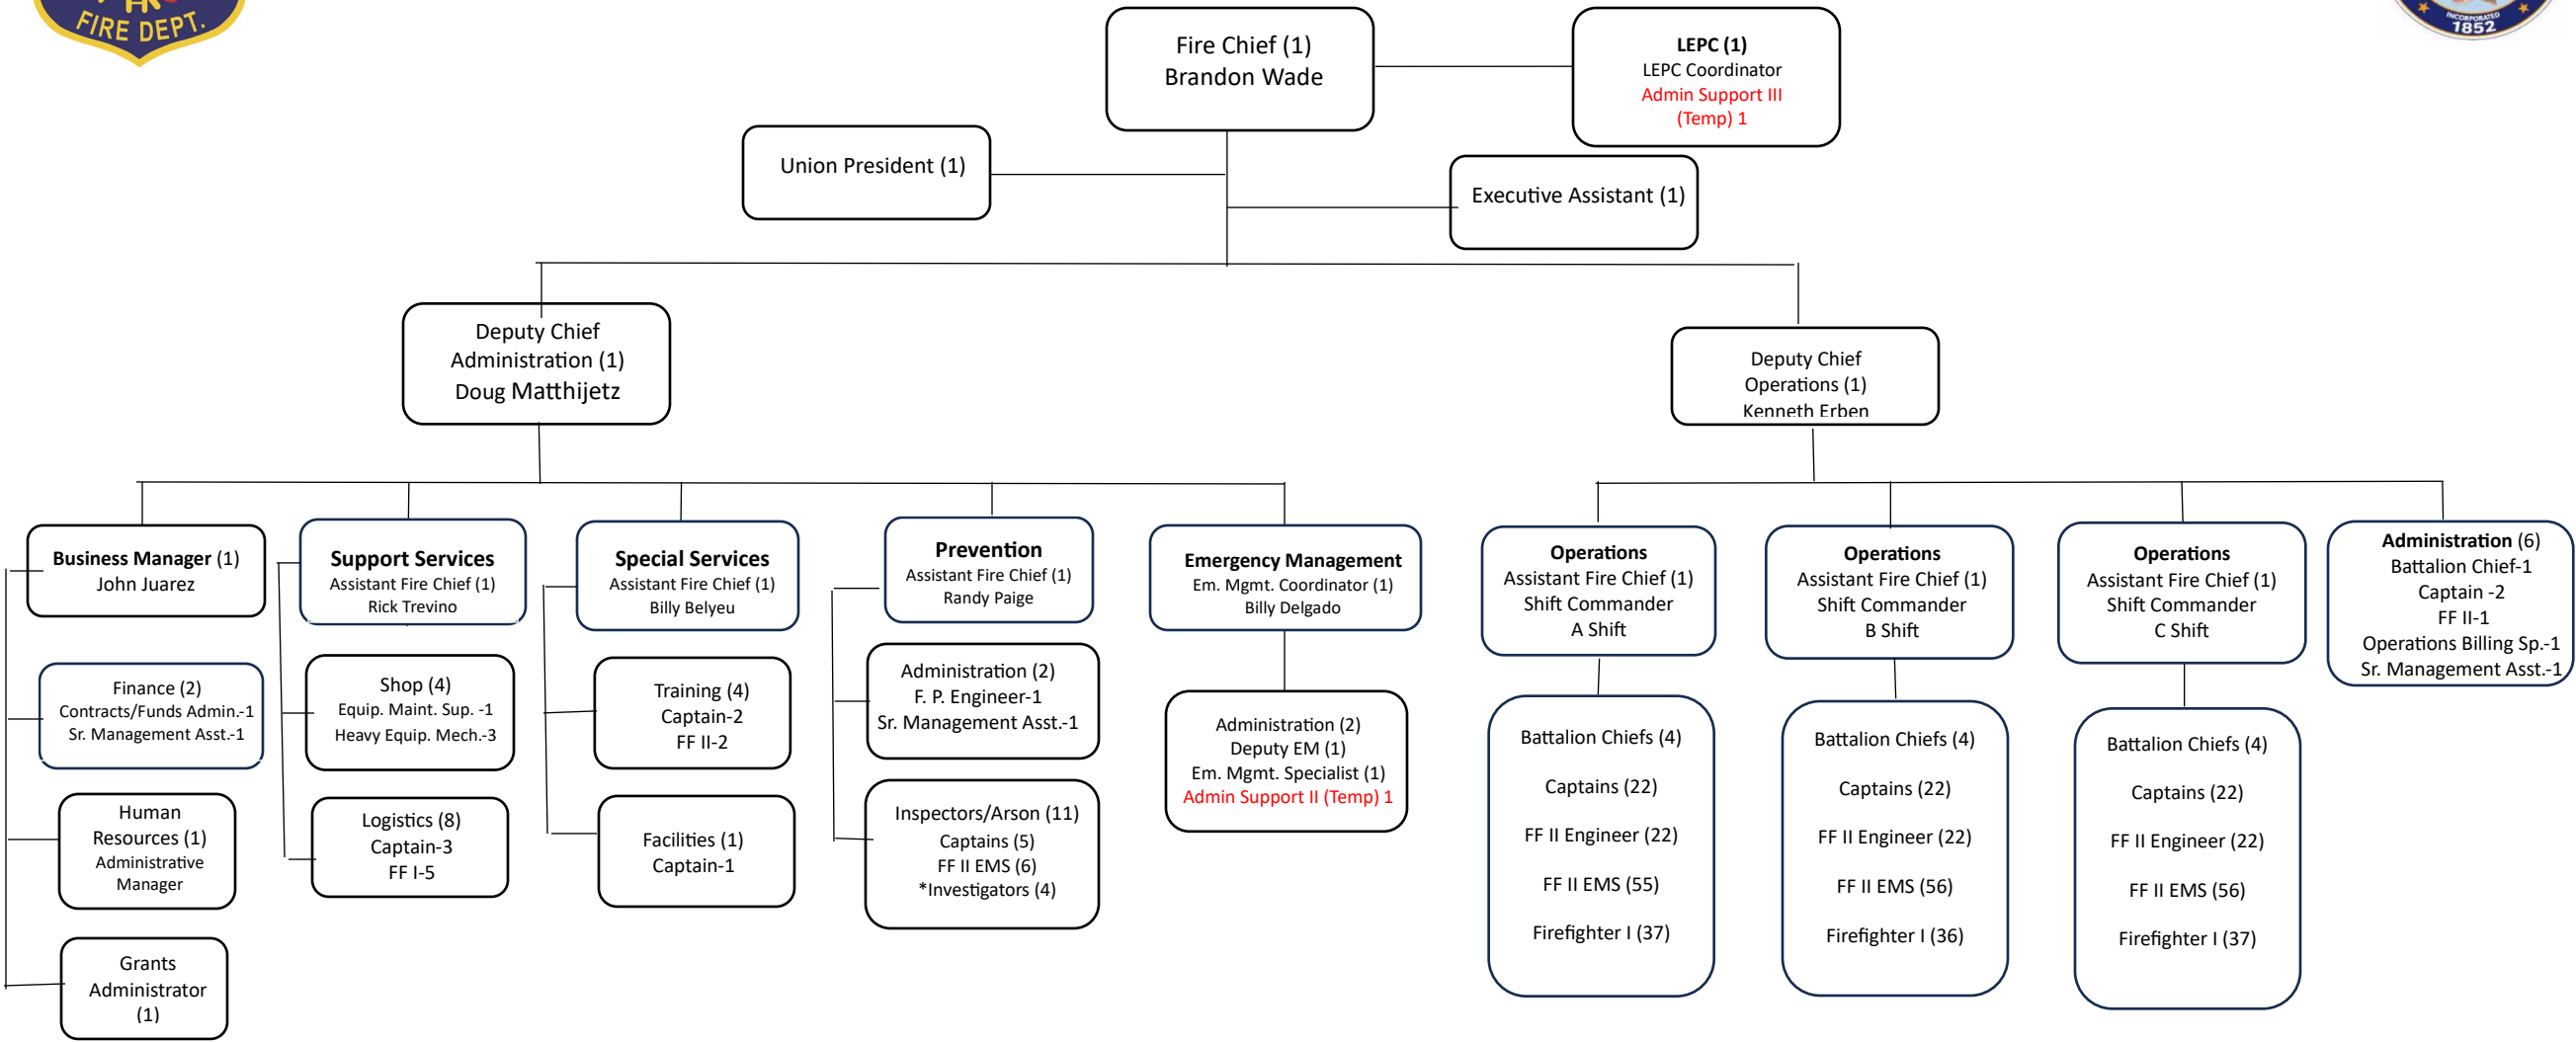 FIRE DEPT.
INCORPORATED
1852
Fire Chief (1)
Brandon Wade
LEPC (1)
LEPC Coordinator
Admin Support III
(Temp) 1
Union President (1)
Executive Assistant (1)
Deputy Chief
Administration (1)
Doug Matthijetz
Deputy Chief
Operations (1)
Kenneth Erben
Business Manager (1)
John Juarez
Finance (2)
Contracts/Funds Admin.-1
Sr. Management Asst.-1
Human
Resources (1)
Administrative
Manager
Grants
Administrator
(1)
Support Services
Assistant Fire Chief (1)
Rick Trevino
Shop (4)
Equip. Maint. Sup. -1
Heavy Equip. Mech.-3
Logistics (8)
Captain-3
FF I-5
Special Services
Assistant Fire Chief (1)
Billy Belyeu
Training (4)
Captain-2
FF II-2
Facilities (1)
Captain-1
Prevention
Assistant Fire Chief (1)
Randy Paige
Administration (2)
F. P. Engineer-1
Sr. Management Asst.-1
Inspectors/Arson (11)
Captains (5)
FF II EMS (6)
*Investigators (4)
Emergency Management
Em. Mgmt. Coordinator (1)
Billy Delgado
Administration (2)
Deputy EM (1)
Em. Mgmt. Specialist (1)
Admin Support II (Temp) 1
Operations
Assistant Fire Chief (1)
Shift Commander
A Shift
Battalion Chiefs (4)
Captains (22)
FF II Engineer (22)
FF II EMS (55)
Firefighter I (37)
Operations
Assistant Fire Chief (1)
Shift Commander
B Shift
Battalion Chiefs (4)
Captains (22)
FF II Engineer (22)
FF II EMS (56)
Firefighter I (36)
Operations
Assistant Fire Chief (1)
Shift Commander
C Shift
Battalion Chiefs (4)
Captains (22)
FF II Engineer (22)
FF II EMS (56)
Firefighter I (37)
Administration (6)
Battalion Chief-1
Captain -2
FF II-1
Operations Billing Sp.-1
Sr. Management Asst.-1